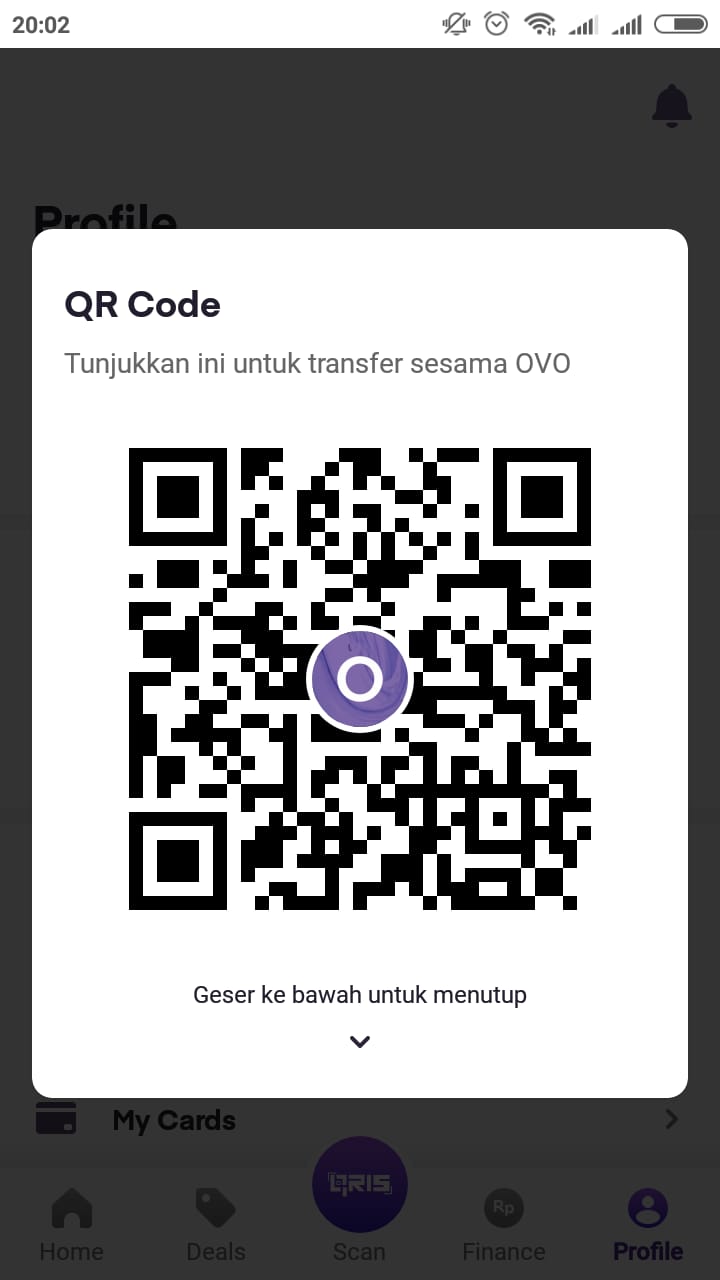 20:02
Profile
QR Code
Tunjukkan ini untuk transfer sesama OVO
Geser ke bawah untuk menutup
My Cards
QRIS
Rp
Home
Deals
Scan
Finance
Profile